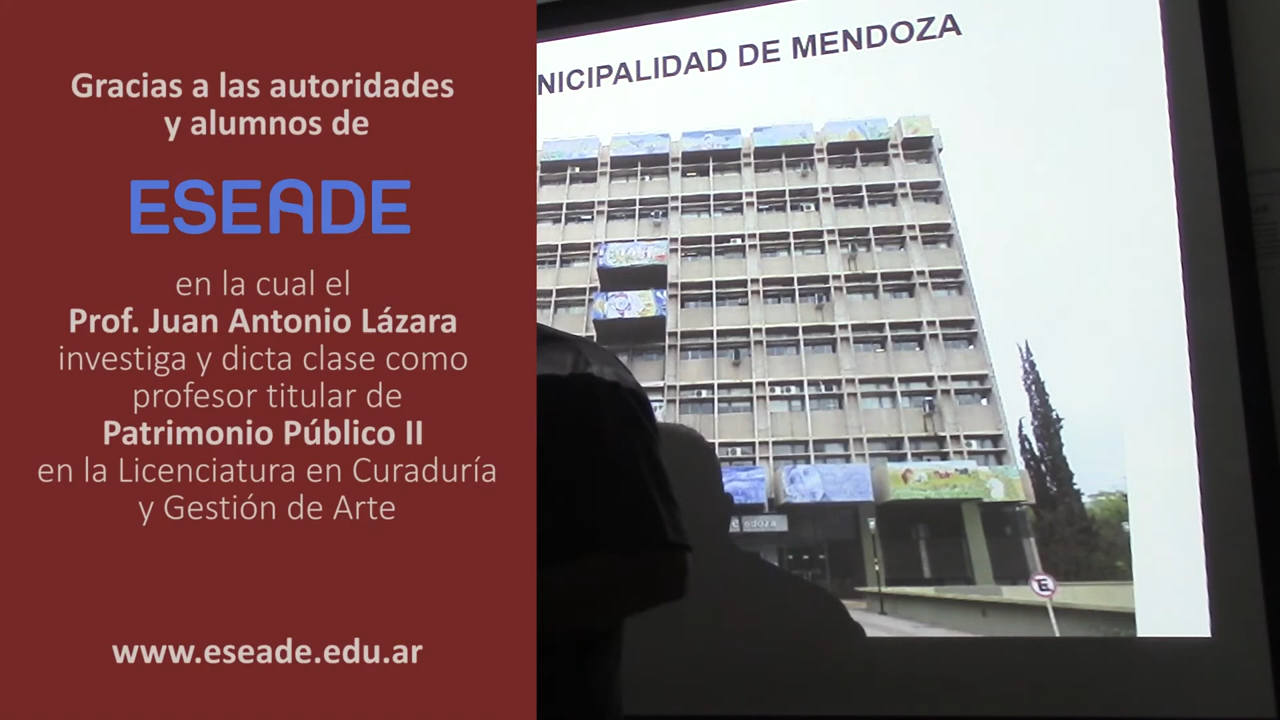 Gracias a las autoridades
y alumnos de
ESEADE
en la cual el
Prof. Juan Antonio Lázara
investiga y dicta clase como
profesor titular de
Patrimonio Público II
en la Licenciatura en Curaduría
y Gestión de Arte
www.eseade.edu.ar
NICIPALIDAD DE MENDOZA
endoza
E